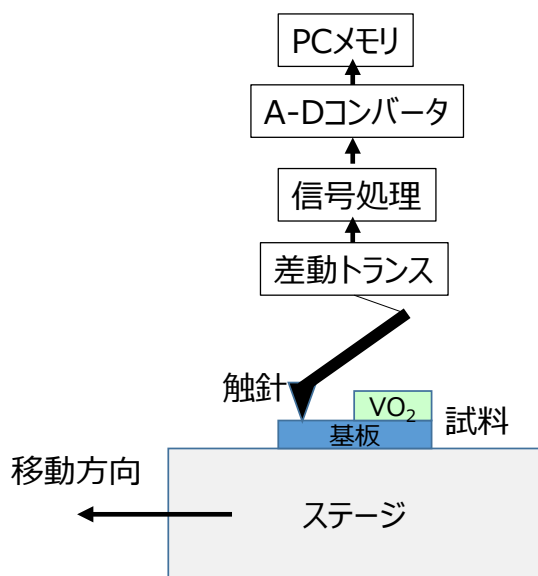 PCメモリ
A-Dコンバータ
信号処理
差動トランス
触針
VO₂
基板
試料
移動方向
ステージ